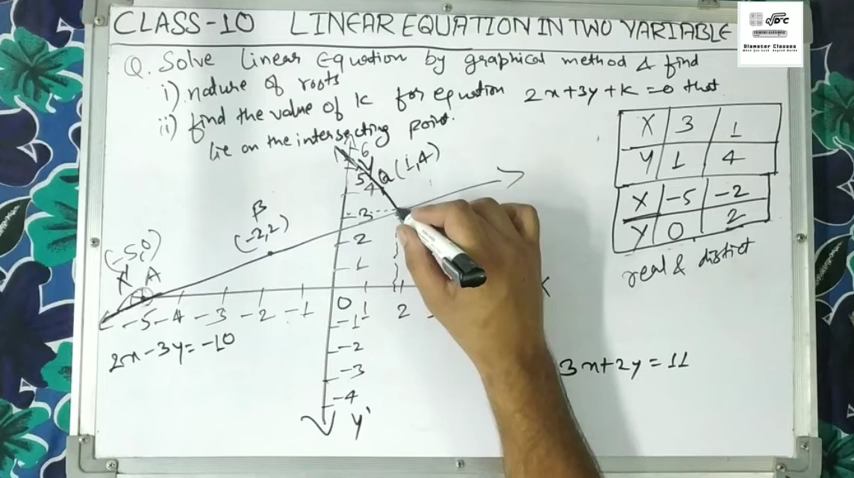 CLASS-10 LINEAR EQUATION IN TWO VARIABLE
Diameter Classes
Q. Solve Linear Equation by graphical method & find
i) nature of roots
ii) find the value of k for equation 2x+3y+k=0 that
lie on the intersecting point.
X 3 1
Y 1 4
X -5 -2
Y 0 2
real & distict
6
5
4
Q(1,4)
3
2
1
B
(-2,2)
(-5,0)
X' A
-5 -4 -3 -2 -1 0 1 2
X
-1
-2
-3
-4
Y'
2x-3y=-10
3x+2y=11